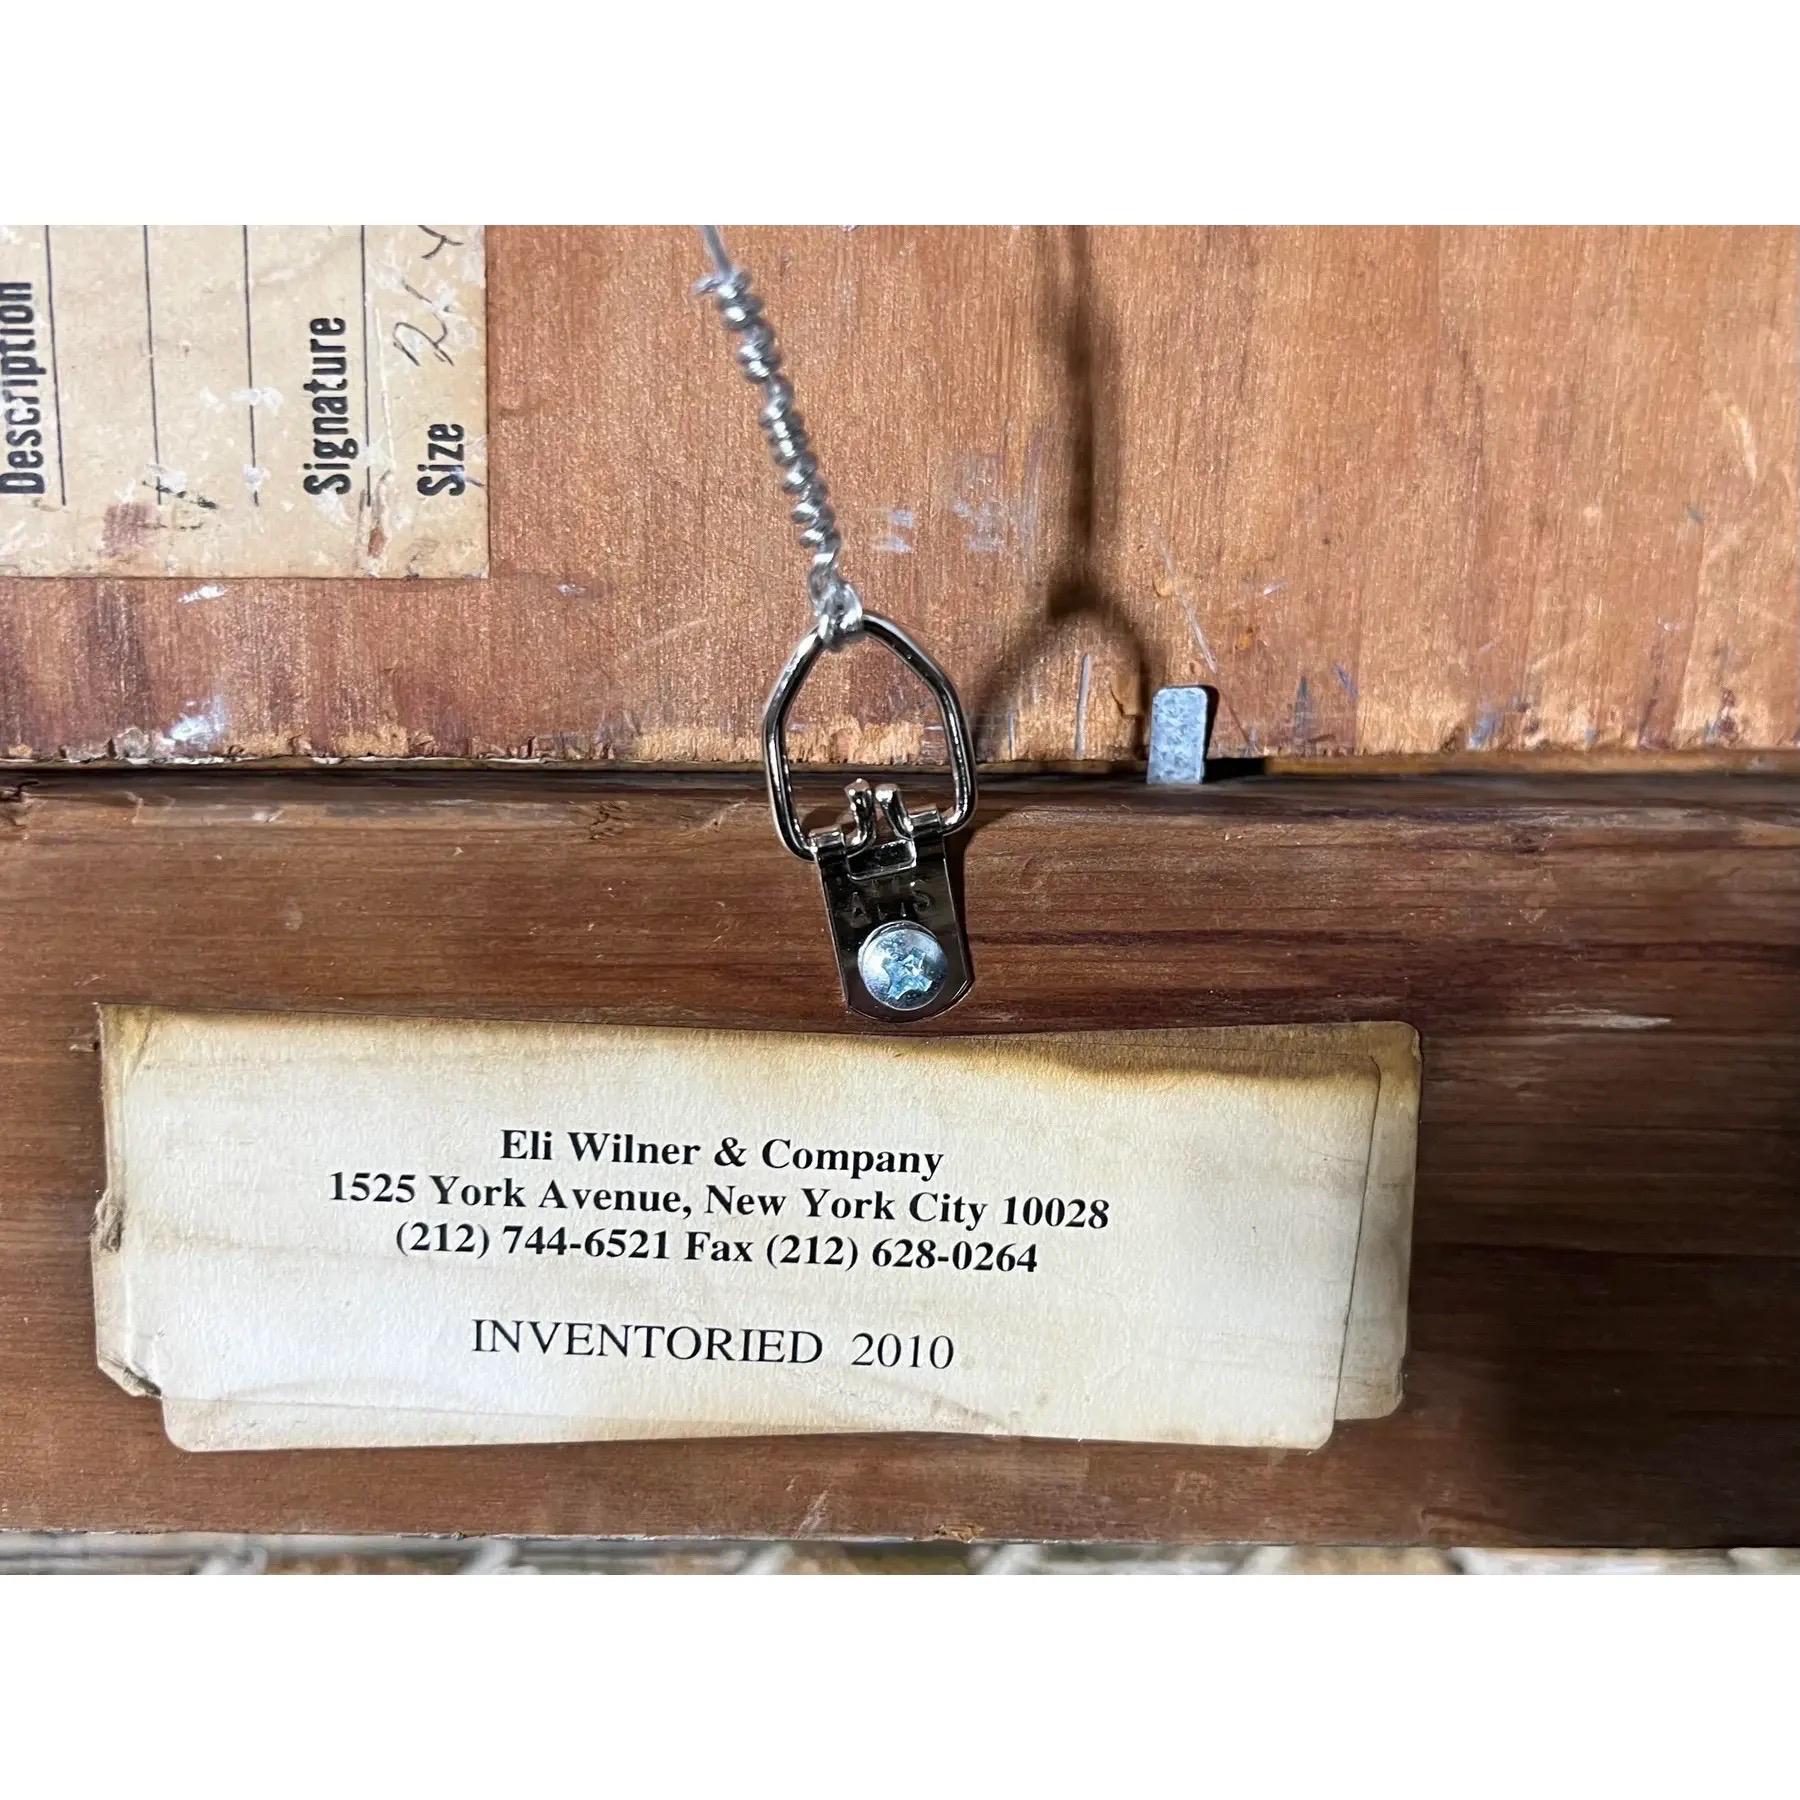 Description
Signature
Size 21 x
Eli Wilner & Company
1525 York Avenue, New York City 10028
(212) 744-6521 Fax (212) 628-0264
INVENTORIED 2010